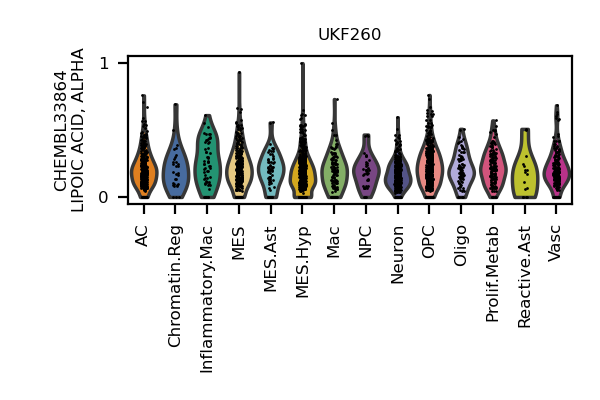 UKF260
CHEMBL33864
LIPOIC ACID, ALPHA
1
0
AC
Chromatin.Reg
Inflammatory.Mac
MES
MES.Ast
MES.Hyp
Mac
NPC
Neuron
OPC
Oligo
Prolif.Metab
Reactive.Ast
Vasc